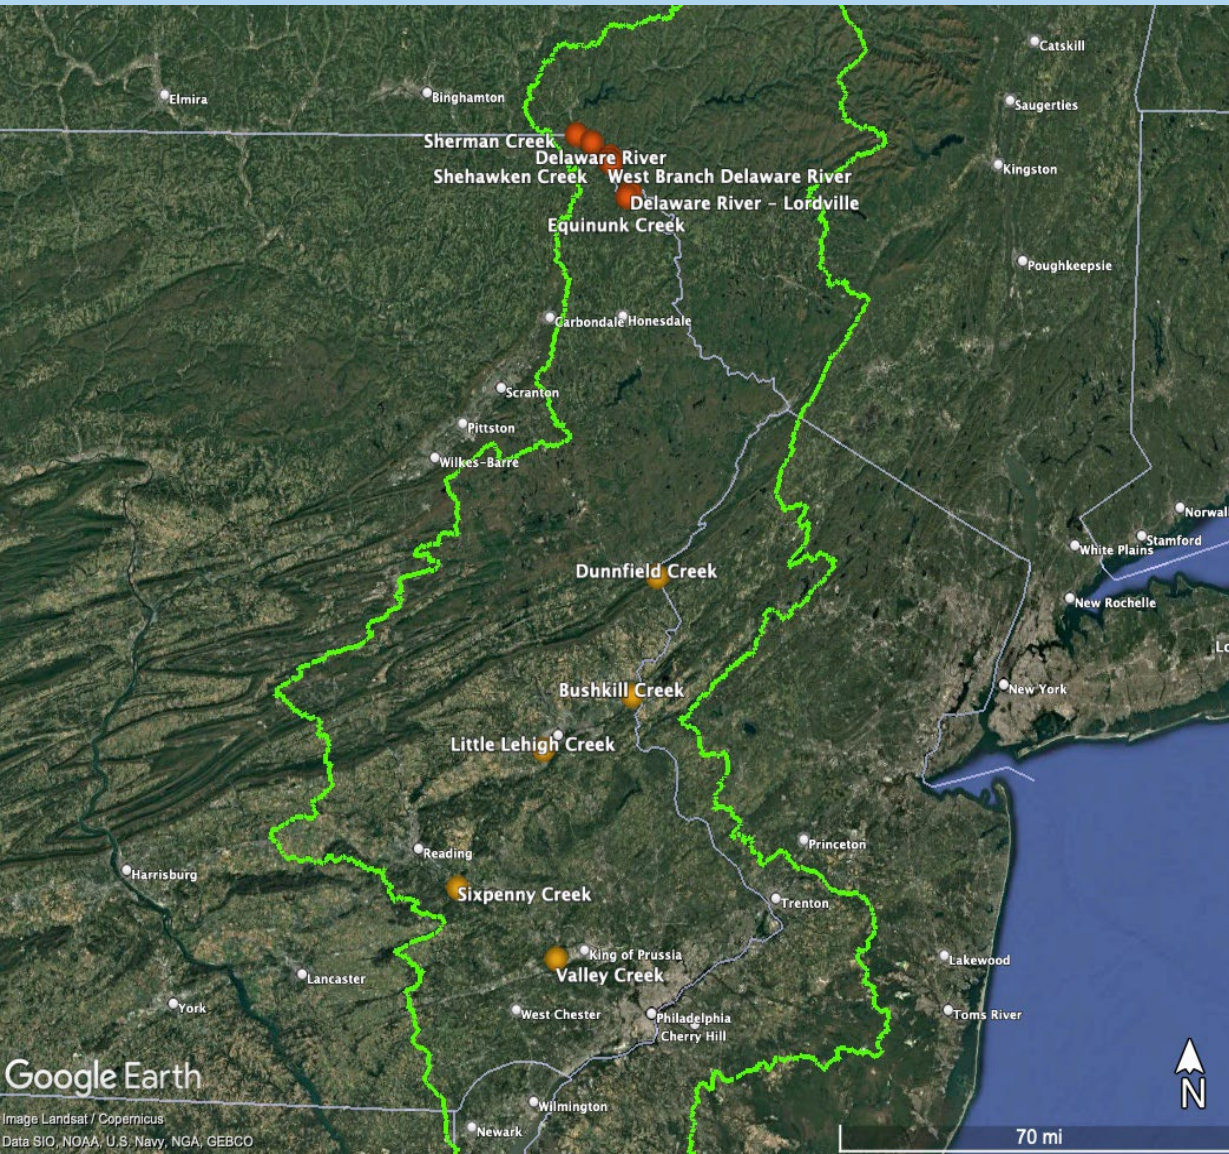 Catskill
Elmira
Binghamton
Saugerties
Sherman Creek
Delaware River
Kingston
Shehawken Creek
West Branch Delaware River
Delaware River - Lordville
Equinunk Creek
Poughkeepsie
Carbondale
Honesdale
Scranton
Pittston
Wilkes-Barre
Norwal
Stamford
White Plains
Dunnfield Creek
New Rochelle
Lo
Bushkill Creek
New York
Little Lehigh Creek
Princeton
Reading
Harrisburg
Sixpenny Creek
Trenton
King of Prussia
Lakewood
Valley Creek
Lancaster
York
West Chester
Toms River
Philadelphia
Cherry Hill
Google Earth
N
Wilmington
Image Landsat / Copernicus
Newark
Data SIO, NOAA, U.S. Navy, NGA, GEBCO
70 mi